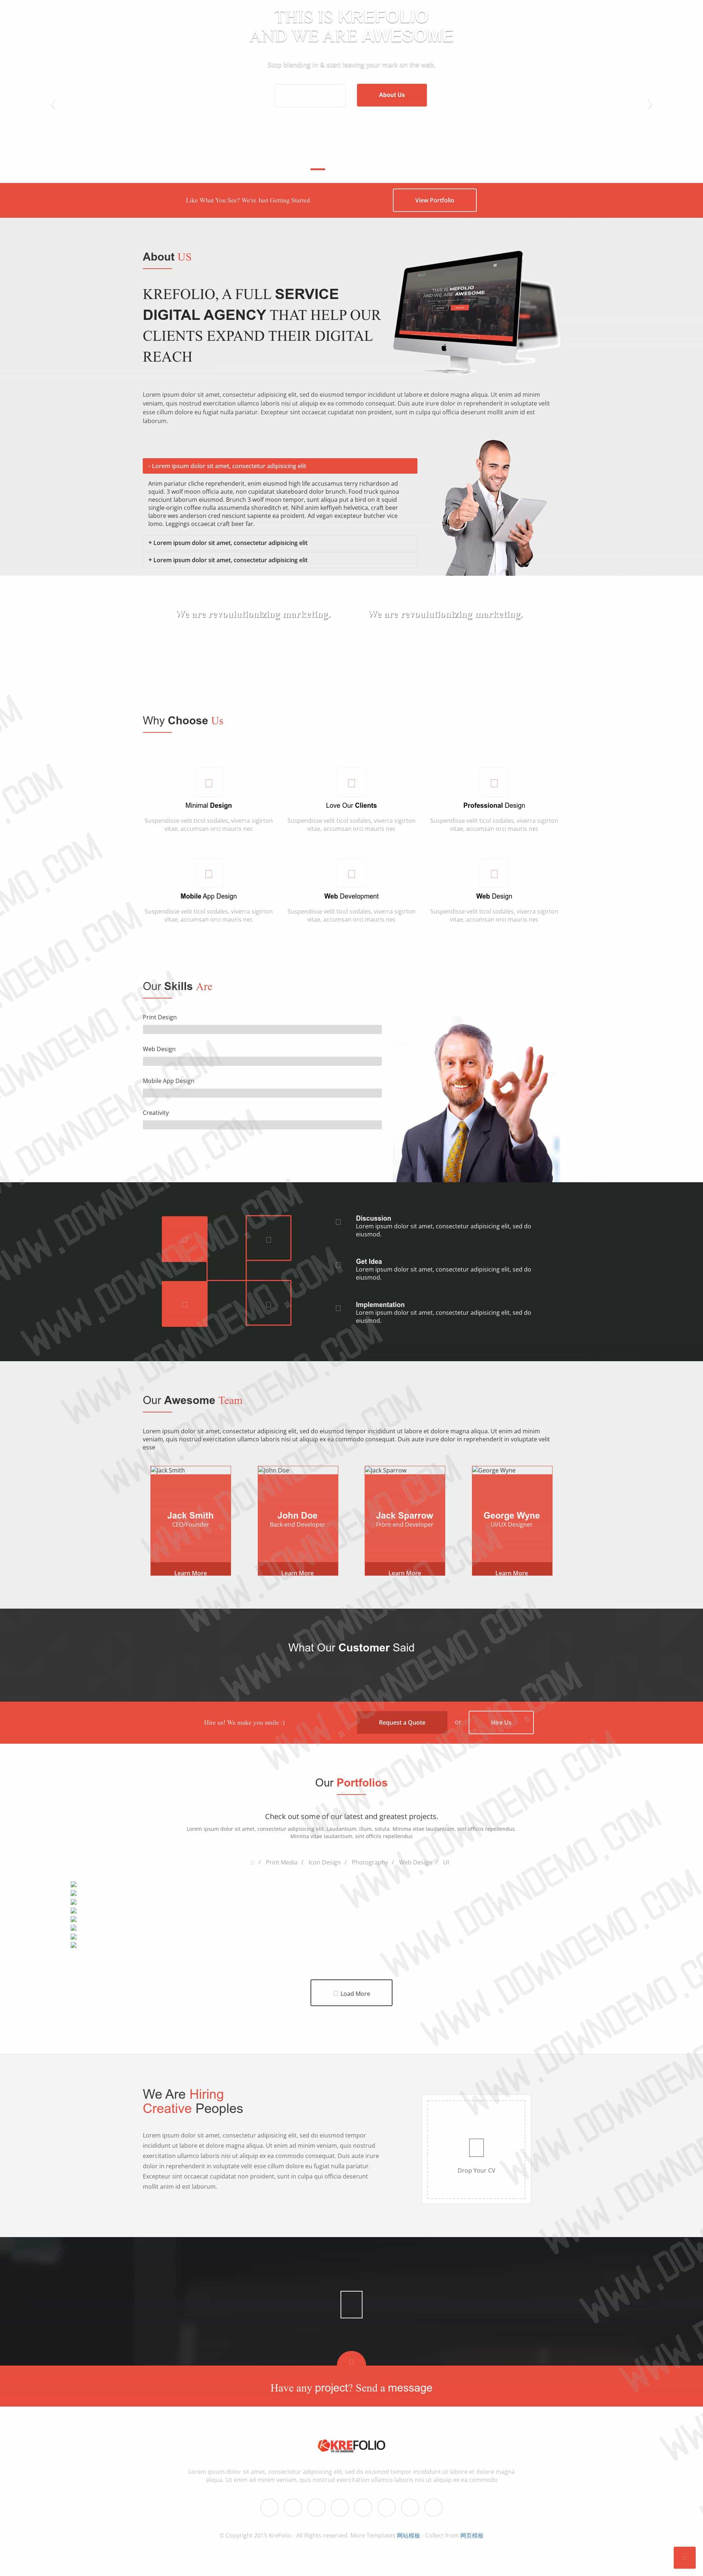 THIS IS KREFOLIO
AND WE ARE AWESOME
Stop blending in & start leaving your mark on the web.
About Us
Like What You See? We're Just Getting Started
View Portfolio
About US
KREFOLIO, A FULL SERVICE
DIGITAL AGENCY THAT HELP OUR
CLIENTS EXPAND THEIR DIGITAL
REACH
Lorem ipsum dolor sit amet, consectetur adipisicing elit, sed do eiusmod tempor incididunt ut labore et dolore magna aliqua. Ut enim ad minim
veniam, quis nostrud exercitation ullamco laboris nisi ut aliquip ex ea commodo consequat. Duis aute irure dolor in reprehenderit in voluptate velit
esse cillum dolore eu fugiat nulla pariatur. Excepteur sint occaecat cupidatat non proident, sunt in culpa qui officia deserunt mollit anim id est
laborum.
- Lorem ipsum dolor sit amet, consectetur adipisicing elit
Anim pariatur cliche reprehenderit, enim eiusmod high life accusamus terry richardson ad
squid. 3 wolf moon officia aute, non cupidatat skateboard dolor brunch. Food truck quinoa
nesciunt laborum eiusmod. Brunch 3 wolf moon tempor, sunt aliqua put a bird on it squid
single-origin coffee nulla assumenda shoreditch et. Nihil anim keffiyeh helvetica, craft beer
labore wes anderson cred nesciunt sapiente ea proident. Ad vegan excepteur butcher vice
lomo. Leggings occaecat craft beer far.
+ Lorem ipsum dolor sit amet, consectetur adipisicing elit
+ Lorem ipsum dolor sit amet, consectetur adipisicing elit
We are revoulutionizing marketing. We are revoulutionizing marketing.
Why Choose Us
Minimal Design Love Our Clients Professional Design
Suspendisse velit ticol sodales, viverra sigirton Suspendisse velit ticol sodales, viverra sigirton Suspendisse velit ticol sodales, viverra sigirton
vitae, accumsan orci mauris nec vitae, accumsan orci mauris nec vitae, accumsan orci mauris nec
Mobile App Design Web Development Web Design
Suspendisse velit ticol sodales, viverra sigirton Suspendisse velit ticol sodales, viverra sigirton Suspendisse velit ticol sodales, viverra sigirton
vitae, accumsan orci mauris nec vitae, accumsan orci mauris nec vitae, accumsan orci mauris nec
Our Skills Are
Print Design
Web Design
Mobile App Design
Creativity
Discussion
Lorem ipsum dolor sit amet, consectetur adipisicing elit, sed do
eiusmod.
Get Idea
Lorem ipsum dolor sit amet, consectetur adipisicing elit, sed do
eiusmod.
Implementation
Lorem ipsum dolor sit amet, consectetur adipisicing elit, sed do
eiusmod.
Our Awesome Team
Lorem ipsum dolor sit amet, consectetur adipisicing elit, sed do eiusmod tempor incididunt ut labore et dolore magna aliqua. Ut enim ad minim
veniam, quis nostrud exercitation ullamco laboris nisi ut aliquip ex ea commodo consequat. Duis aute irure dolor in reprehenderit in voluptate velit
esse
Jack Smith John Doe Jack Sparrow George Wyne
Jack Smith John Doe Jack Sparrow George Wyne
CEO/Founder Back-end Developer Front-end Developer UI/UX Designer
Learn More Learn More Learn More Learn More
What Our Customer Said
Hire us! We make you smile :)
Request a Quote or Hire Us
Our Portfolios
Check out some of our latest and greatest projects.
Lorem ipsum dolor sit amet, consectetur adipisicing elit. Laudantium, illum, soluta. Minima vitae laudantium, sint officiis repellendus.
Minima vitae laudantium, sint officiis repellendus
/ Print Media / Icon Design / Photography / Web Design / UI
Load More
We Are Hiring
Creative Peoples
Lorem ipsum dolor sit amet, consectetur adipisicing elit, sed do eiusmod tempor
incididunt ut labore et dolore magna aliqua. Ut enim ad minim veniam, quis nostrud
exercitation ullamco laboris nisi ut aliquip ex ea commodo consequat. Duis aute irure
dolor in reprehenderit in voluptate velit esse cillum dolore eu fugiat nulla pariatur.
Excepteur sint occaecat cupidatat non proident, sunt in culpa qui officia deserunt
mollit anim id est laborum.
Drop Your CV
Have any project? Send a message
KREFOLIO
Lorem ipsum dolor sit amet, consectetur adipisicing elit, sed do eiusmod tempor incididunt ut labore et dolore magna
aliqua. Ut enim ad minim veniam, quis nostrud exercitation ullamco laboris nisi ut aliquip ex ea commodo
© Copyright 2015 KreFolio - All Rights reserved. More Templates 网站模板 - Collect from 网页模板
WWW.DOWNDEMO.COM